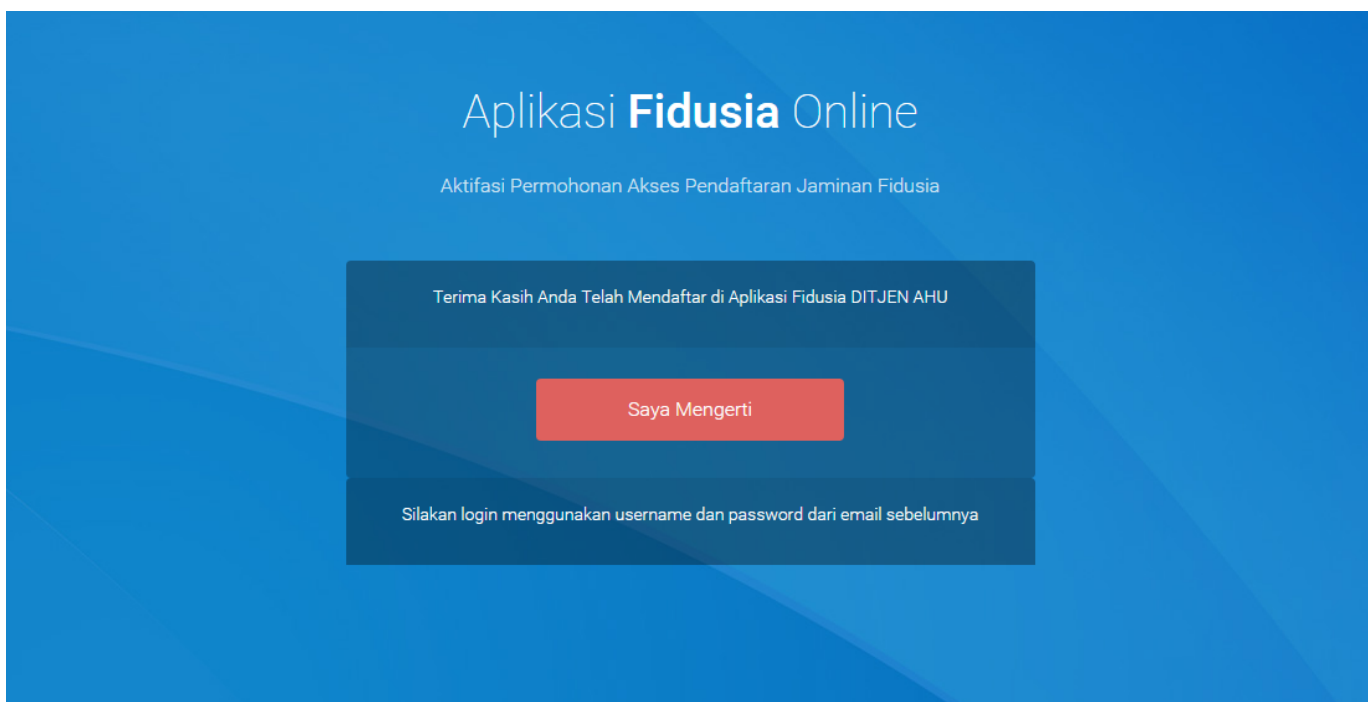 Aplikasi Fidusia Online
Aktifasi Permohonan Akses Pendaftaran Jaminan Fidusia
Terima Kasih Anda Telah Mendaftar di Aplikasi Fidusia DITJEN AHU
Saya Mengerti
Silakan login menggunakan username dan password dari email sebelumnya